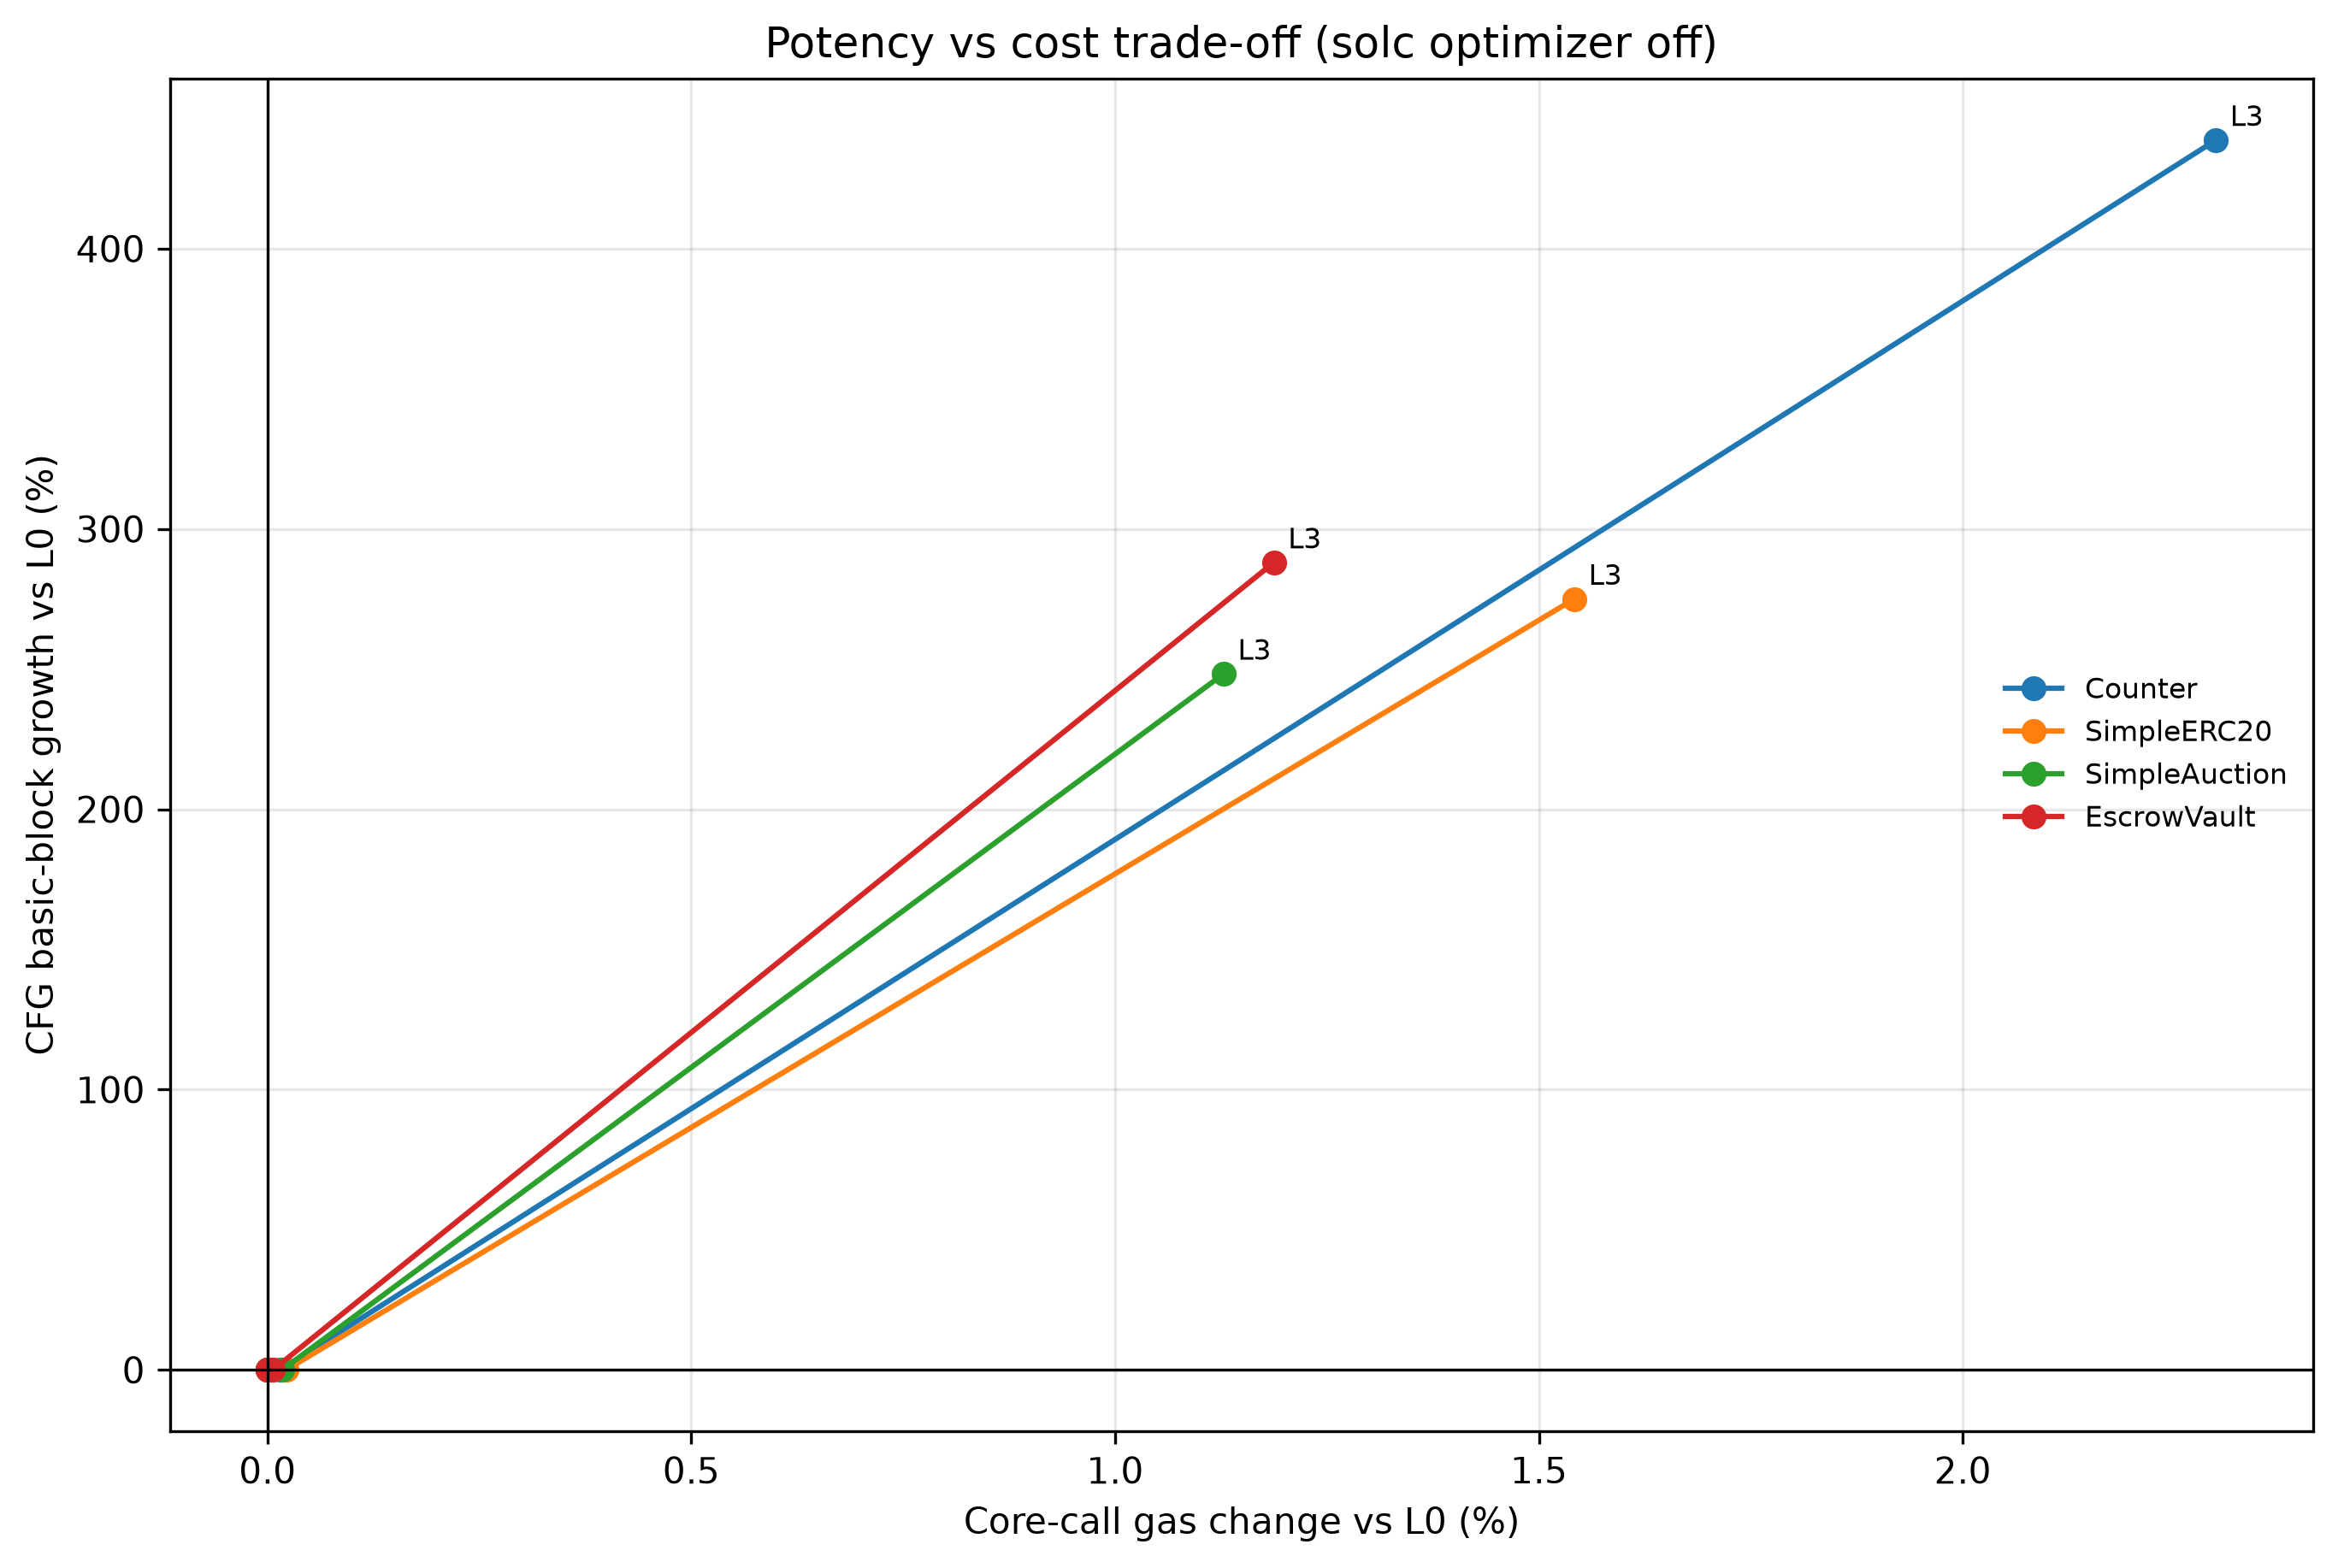 Potency vs cost trade-off (solc optimizer off)
CFG basic-block growth vs L0 (%)
400
300
200
100
0
L3
L3
L3
L3
Counter
SimpleERC20
SimpleAuction
EscrowVault
0.0 0.5 1.0 1.5 2.0
Core-call gas change vs L0 (%)